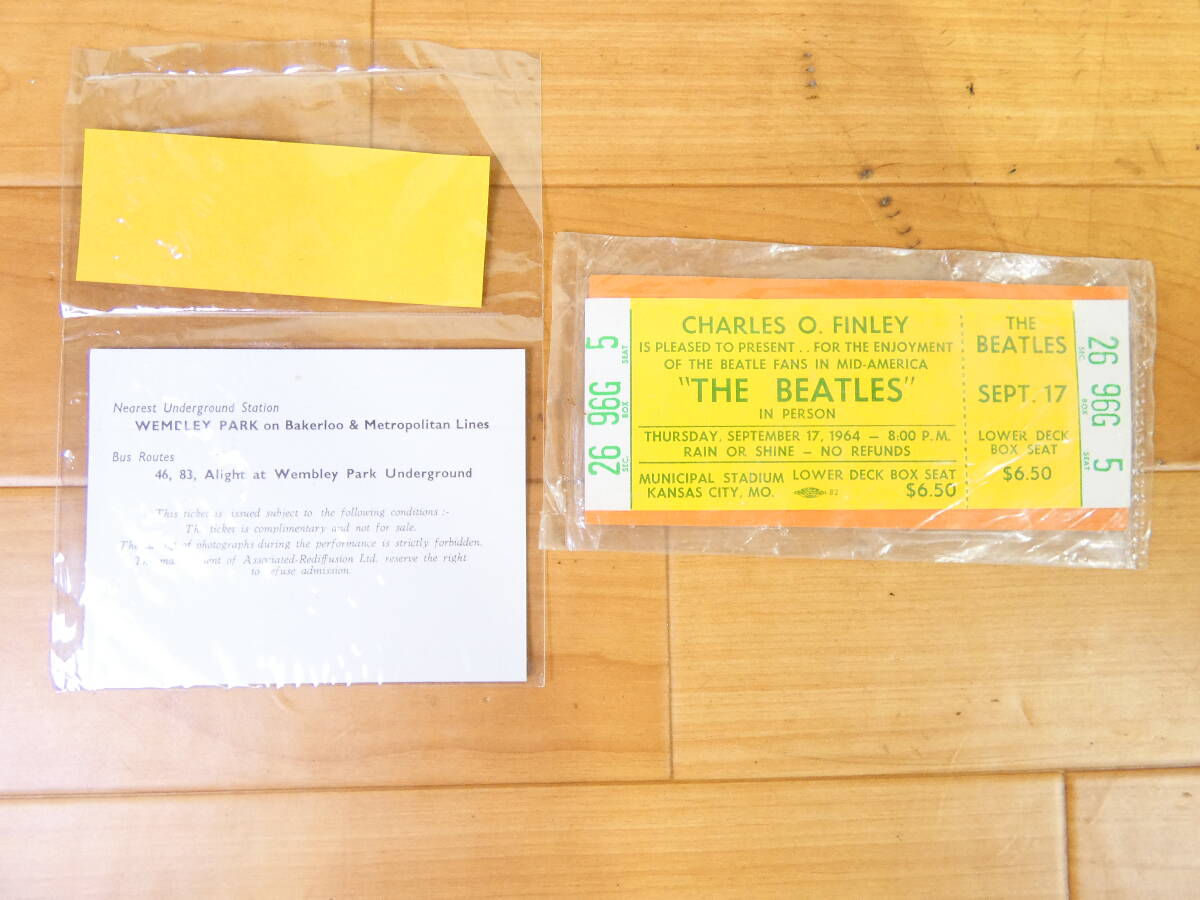 Nearest Underground Station
WEMBLEY PARK on Bakerloo & Metropolitan Lines
Bus Routes
46, 83, Alight at Wembley Park Underground
This ticket is issued subject to the following conditions :-
The ticket is complimentary and not for sale.
The of photographs during the performance is strictly forbidden.
The of Associated-Rediffusion Ltd. reserve the right
to refuse admission.
5 SEAT
96G BOX
26 SEC.
CHARLES O. FINLEY
IS PLEASED TO PRESENT . . FOR THE ENJOYMENT
OF THE BEATLE FANS IN MID-AMERICA
"THE BEATLES"
IN PERSON
THURSDAY, SEPTEMBER 17, 1964 — 8:00 P.M.
RAIN OR SHINE — NO REFUNDS
MUNICIPAL STADIUM
KANSAS CITY, MO.
LOWER DECK BOX SEAT
82 $6.50
THE
BEATLES
SEPT. 17
LOWER DECK
BOX SEAT
$6.50
26 SEC.
96G BOX
5 SEAT